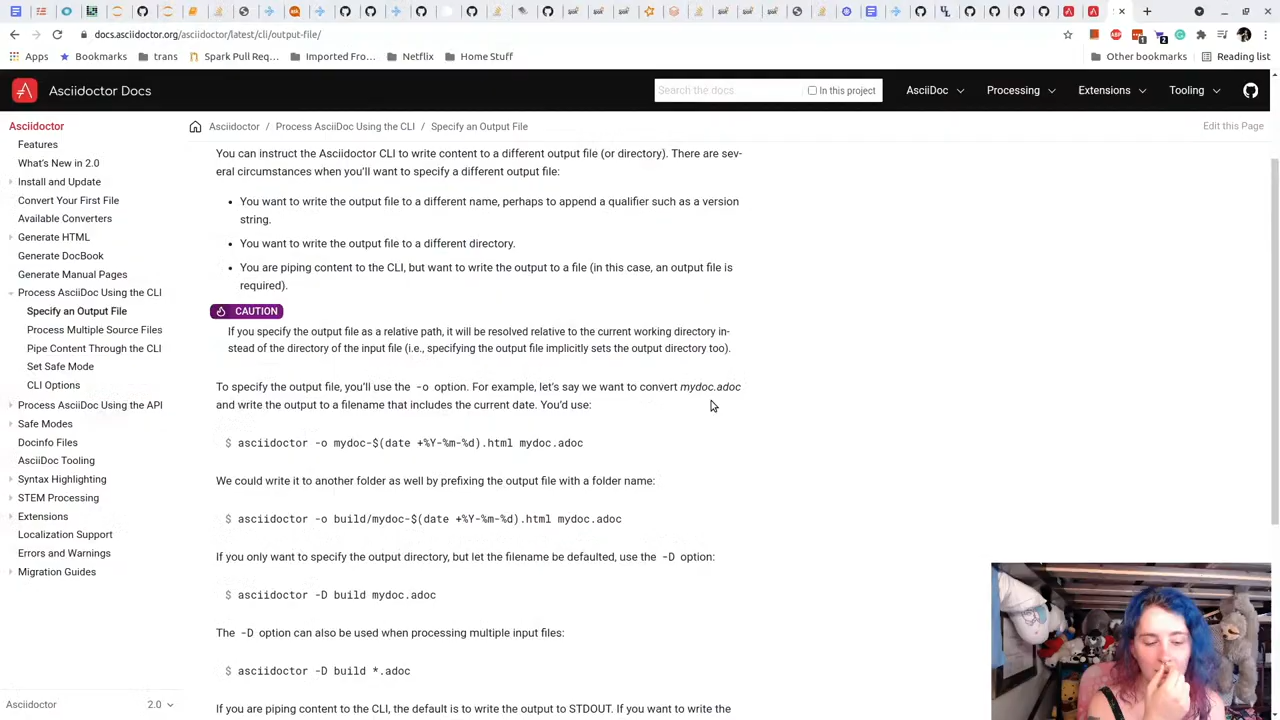 docs.asciidoctor.org/asciidoctor/latest/cli/output-file/
Apps
Bookmarks
trans
Spark Pull Req...
Imported Fro...
Netflix
Home Stuff
Other bookmarks
Reading list
Asciidoctor Docs
Search the docs
In this project
AsciiDoc
Processing
Extensions
Tooling
Asciidoctor
Features
What's New in 2.0
Install and Update
Convert Your First File
Available Converters
Generate HTML
Generate DocBook
Generate Manual Pages
Process AsciiDoc Using the CLI
Specify an Output File
Process Multiple Source Files
Pipe Content Through the CLI
Set Safe Mode
CLI Options
Process AsciiDoc Using the API
Safe Modes
Docinfo Files
AsciiDoc Tooling
Syntax Highlighting
STEM Processing
Extensions
Localization Support
Errors and Warnings
Migration Guides
Asciidoctor
2.0
Asciidoctor / Process AsciiDoc Using the CLI / Specify an Output File
Edit this Page
You can instruct the Asciidoctor CLI to write content to a different output file (or directory). There are sev-
eral circumstances when you'll want to specify a different output file:
• You want to write the output file to a different name, perhaps to append a qualifier such as a version
string.
• You want to write the output file to a different directory.
• You are piping content to the CLI, but want to write the output to a file (in this case, an output file is
required).
CAUTION
If you specify the output file as a relative path, it will be resolved relative to the current working directory in-
stead of the directory of the input file (i.e., specifying the output file implicitly sets the output directory too).
To specify the output file, you'll use the -o option. For example, let's say we want to convert mydoc.adoc
and write the output to a filename that includes the current date. You'd use:
$ asciidoctor -o mydoc-$(date +%Y-%m-%d).html mydoc.adoc
We could write it to another folder as well by prefixing the output file with a folder name:
$ asciidoctor -o build/mydoc-$(date +%Y-%m-%d).html mydoc.adoc
If you only want to specify the output directory, but let the filename be defaulted, use the -D option:
$ asciidoctor -D build mydoc.adoc
The -D option can also be used when processing multiple input files:
$ asciidoctor -D build *.adoc
If you are piping content to the CLI, the default is to write the output to STDOUT. If you want to write the